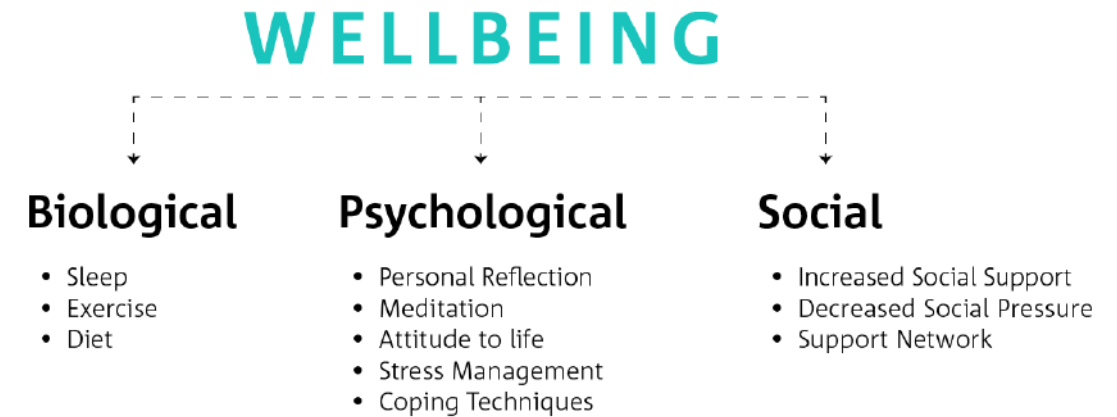 WELLBEING
Biological
• Sleep
• Exercise
• Diet
Psychological
• Personal Reflection
• Meditation
• Attitude to life
• Stress Management
• Coping Techniques
Social
• Increased Social Support
• Decreased Social Pressure
• Support Network